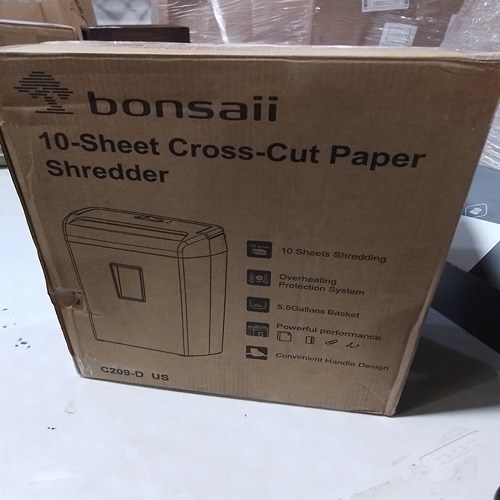 bonsaii
10-Sheet Cross-Cut Paper
Shredder
10 Sheets Shredding
Overheating
Protection System
5.5Gallons Basket
Powerful performance
Convenient Handle Design
C209-D US